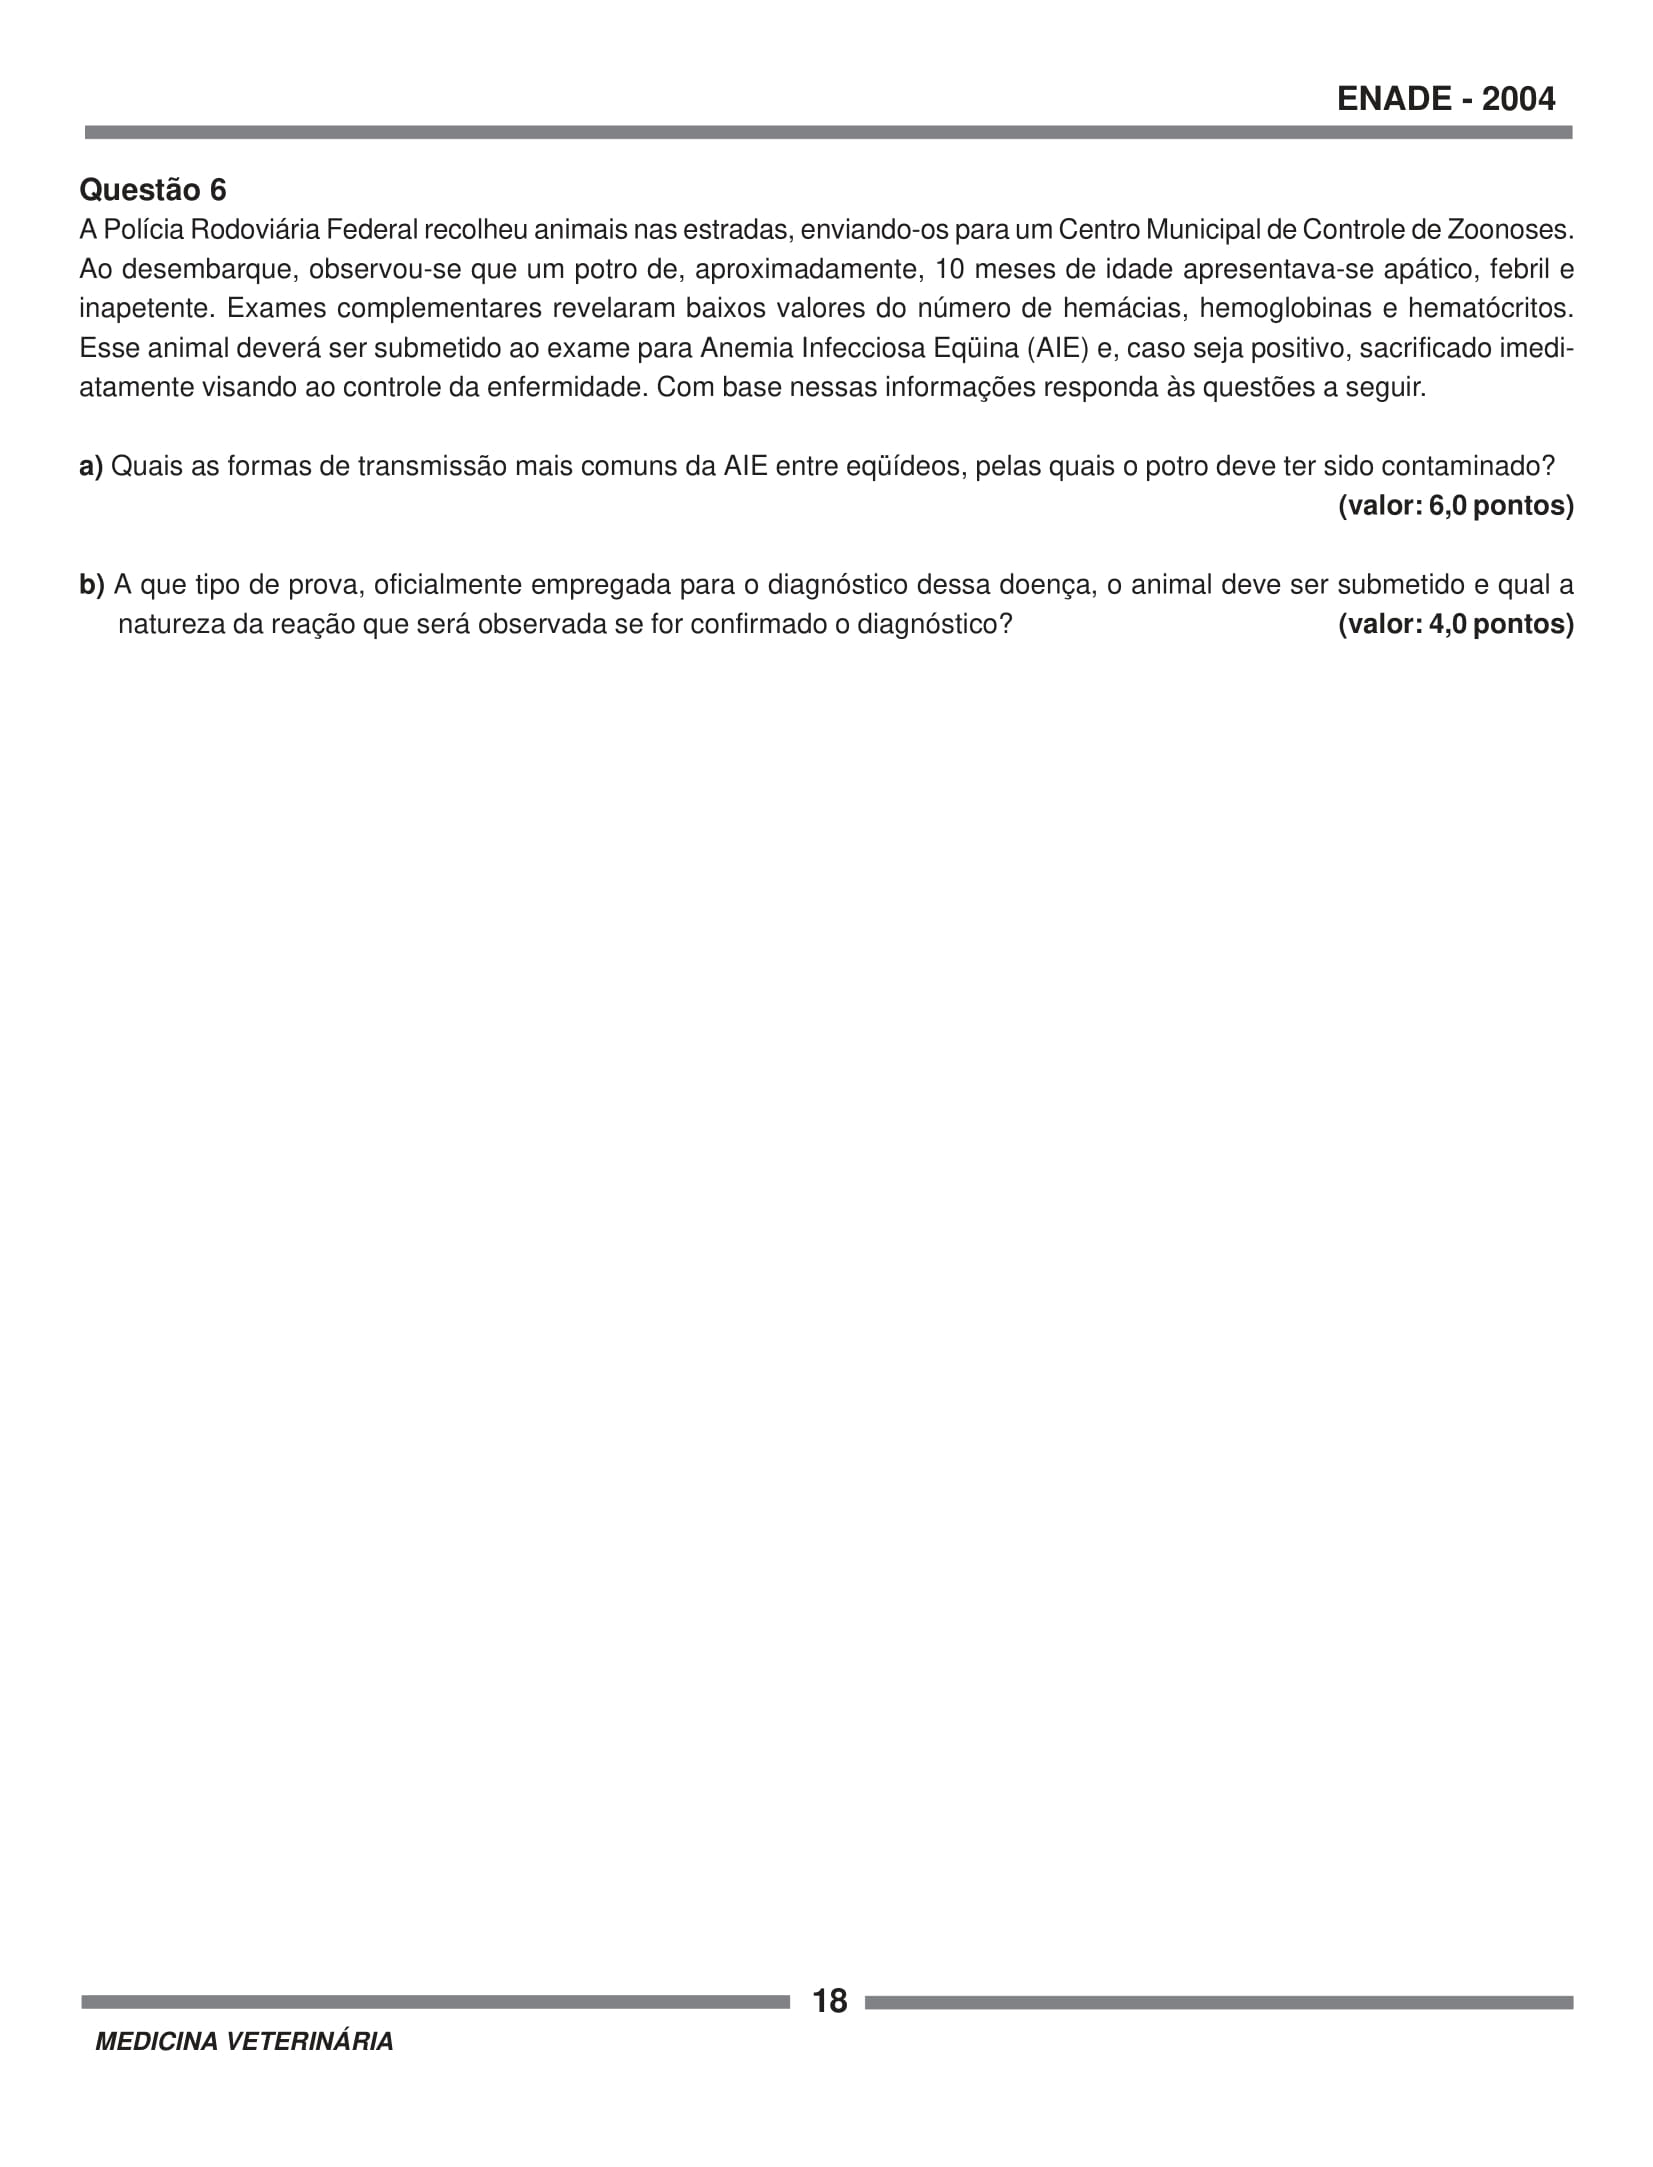 ENADE - 2004
Questão 6
A Polícia Rodoviária Federal recolheu animais nas estradas, enviando-os para um Centro Municipal de Controle de Zoonoses.
Ao desembarque, observou-se que um potro de, aproximadamente, 10 meses de idade apresentava-se apático, febril e
inapetente. Exames complementares revelaram baixos valores do número de hemácias, hemoglobinas e hematócritos.
Esse animal deverá ser submetido ao exame para Anemia Infecciosa Eqüina (AIE) e, caso seja positivo, sacrificado imedi-
atamente visando ao controle da enfermidade. Com base nessas informações responda às questões a seguir.
a) Quais as formas de transmissão mais comuns da AIE entre eqüídeos, pelas quais o potro deve ter sido contaminado?
(valor: 6,0 pontos)
b) A que tipo de prova, oficialmente empregada para o diagnóstico dessa doença, o animal deve ser submetido e qual a
natureza da reação que será observada se for confirmado o diagnóstico? (valor: 4,0 pontos)
18
MEDICINA VETERINÁRIA